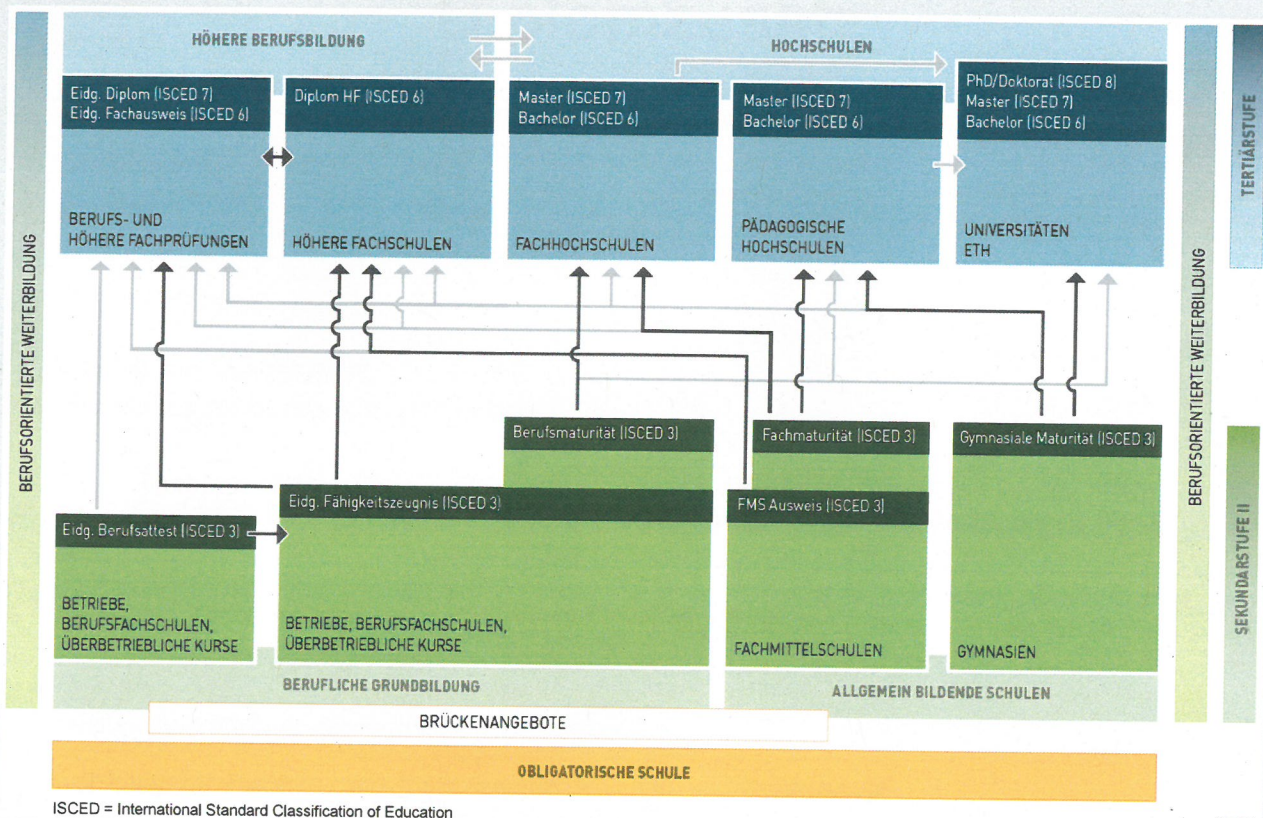 HÖHERE BERUFSBILDUNG
HOCHSCHULEN
Eidg. Diplom (ISCED 7)
Eidg. Fachausweis (ISCED 6)
BERUFS- UND
HÖHERE FACHPRÜFUNGEN
Diplom HF (ISCED 6)
HÖHERE FACHSCHULEN
Master (ISCED 7)
Bachelor (ISCED 6)
FACHHOCHSCHULEN
Master (ISCED 7)
Bachelor (ISCED 6)
PÄDAGOGISCHE
HOCHSCHULEN
PhD/Doktorat (ISCED 8)
Master (ISCED 7)
Bachelor (ISCED 6)
UNIVERSITÄTEN
ETH
BERUFSORIENTIERTE WEITERBILDUNG
BERUFSORIENTIERTE WEITERBILDUNG
TERTIÄRSTUFE
SEKUNDARSTUFE II
Berufsmaturität (ISCED 3)
Fachmaturität (ISCED 3)
Gymnasiale Maturität (ISCED 3)
Eidg. Fähigkeitszeugnis (ISCED 3)
FMS Ausweis (ISCED 3)
Eidg. Berufsattest (ISCED 3)
BETRIEBE,
BERUFSFACHSCHULEN,
ÜBERBETRIEBLICHE KURSE
BETRIEBE, BERUFSFACHSCHULEN,
ÜBERBETRIEBLICHE KURSE
FACHMITTELSCHULEN
GYMNASIEN
BERUFLICHE GRUNDBILDUNG
ALLGEMEIN BILDENDE SCHULEN
BRÜCKENANGEBOTE
OBLIGATORISCHE SCHULE
ISCED = International Standard Classification of Education